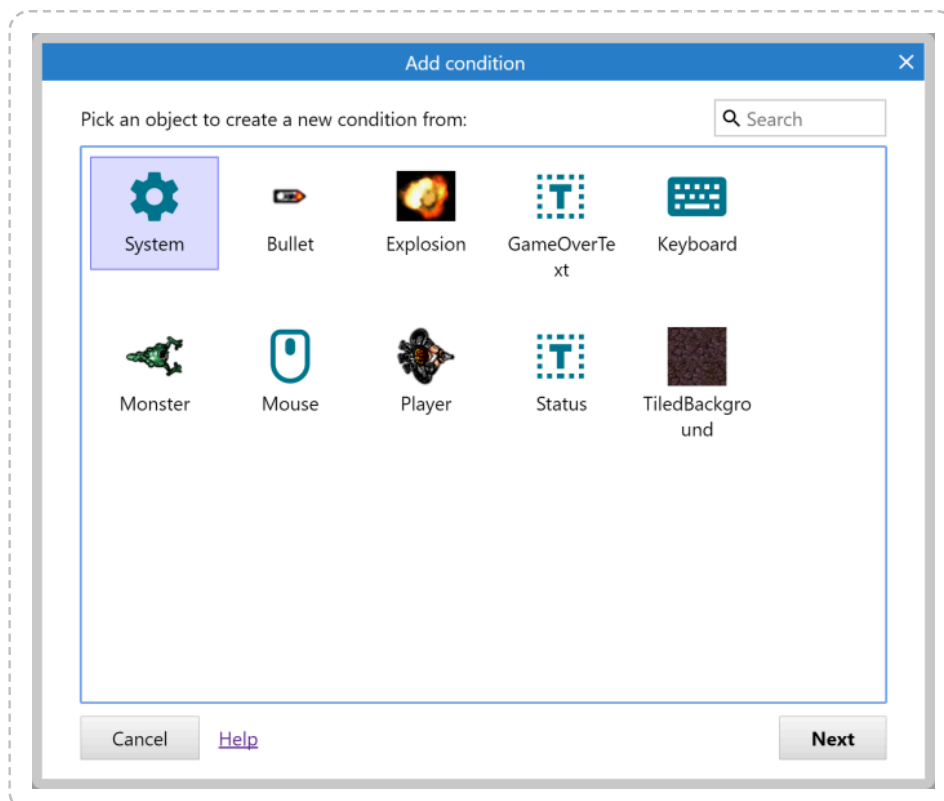 Add condition
Pick an object to create a new condition from:
Search
System
Bullet
Explosion
GameOverTe
xt
Keyboard
Monster
Mouse
Player
Status
TiledBackgro
und
Cancel
Help
Next